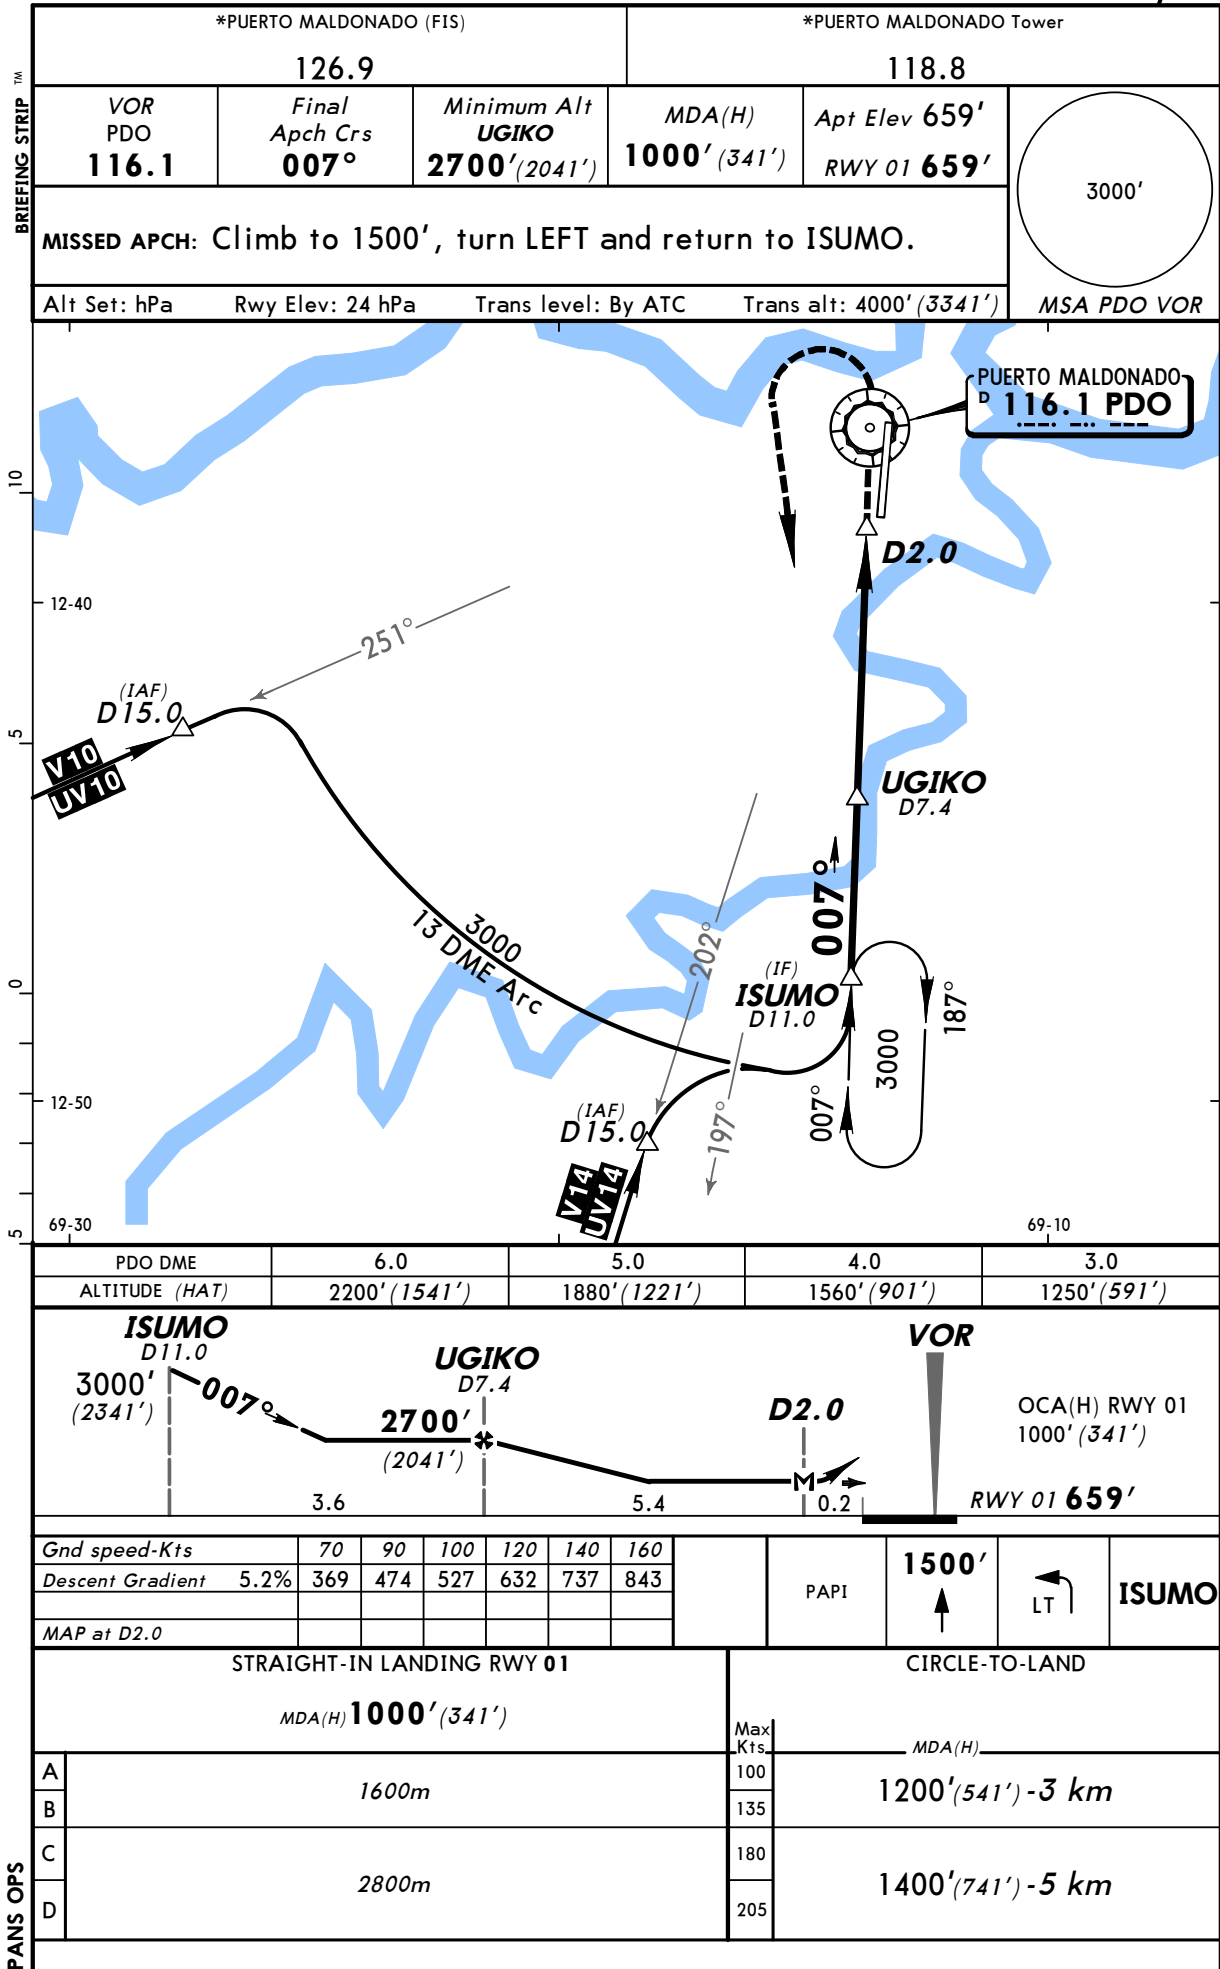 *PUERTO MALDONADO (FIS)
126.9
*PUERTO MALDONADO Tower
118.8
BRIEFING STRIP TM
VOR
PDO
116.1
Final
Apch Crs
007°
Minimum Alt
UGIKO
2700'(2041')
MDA(H)
1000'(341')
Apt Elev 659'
RWY 01 659'
3000'
MSA PDO VOR
MISSED APCH: Climb to 1500', turn LEFT and return to ISUMO.
Alt Set: hPa Rwy Elev: 24 hPa Trans level: By ATC Trans alt: 4000'(3341')
PUERTO MALDONADO
D 116.1 PDO
10
D2.0
12-40
251°
(IAF)
D15.0
5
V10
UV10
UGIKO
D7.4
007°
3000
13 DME Arc
202°
(IF)
ISUMO
D11.0
0
187°
3000
007°
12-50
(IAF)
D15.0
197°
V14
UV14
5
69-30
69-10
PDO DME 6.0 5.0 4.0 3.0
ALTITUDE (HAT) 2200'(1541') 1880'(1221') 1560'(901') 1250'(591')
ISUMO
D11.0
3000'
(2341')
007°
UGIKO
D7.4
2700'
(2041')
D2.0
VOR
OCA(H) RWY 01
1000'(341')
M
3.6
5.4
0.2
RWY 01 659'
Gnd speed-Kts 70 90 100 120 140 160
Descent Gradient 5.2% 369 474 527 632 737 843
MAP at D2.0
PAPI
1500'
LT
ISUMO
STRAIGHT-IN LANDING RWY 01
MDA(H) 1000'(341')
CIRCLE-TO-LAND
Max
Kts
MDA(H)
A
B
1600m
100
135
1200'(541')-3 km
C
D
2800m
180
205
1400'(741')-5 km
PANS OPS